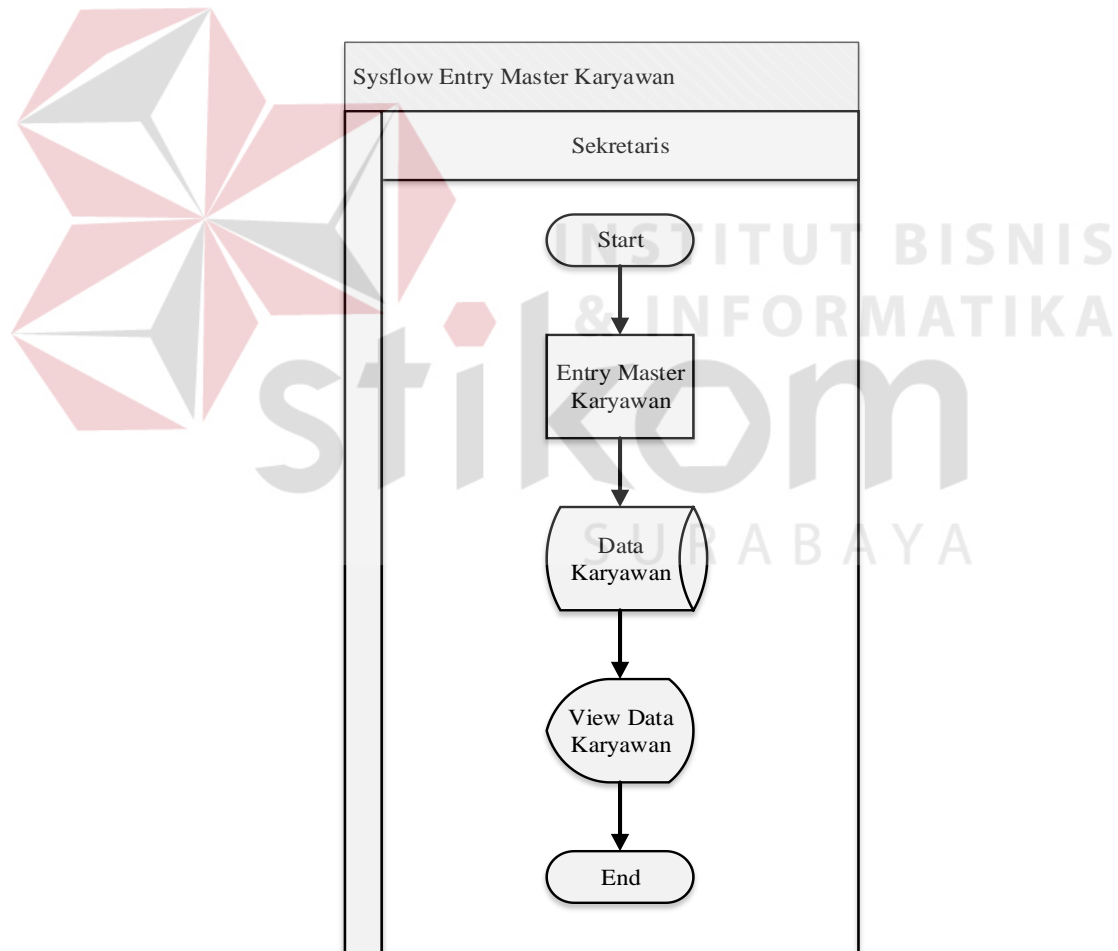 Sysflow Entry Master Karyawan
Sekretaris
Start
INSTITUT BISNIS
& INFORMATIKA
Entry Master
Karyawan
stikom
SURABAYA
Data
Karyawan
View Data
Karyawan
End